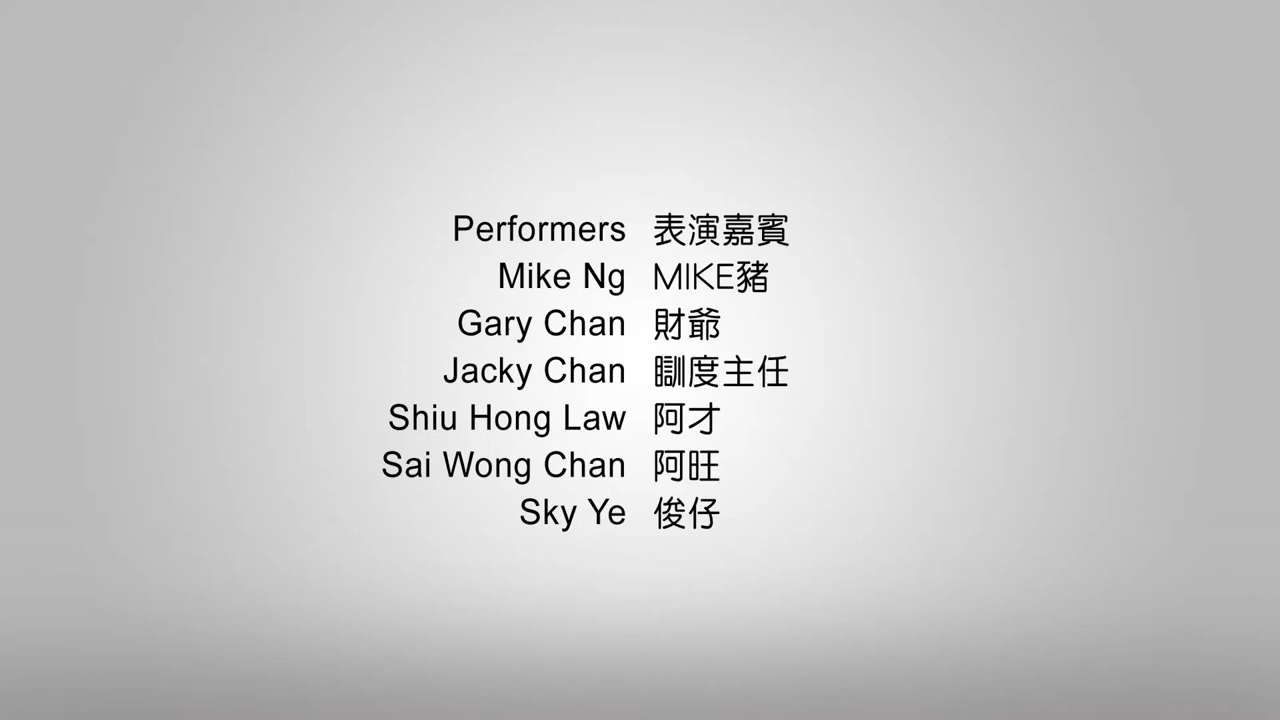 Performers 表演嘉賓
Mike Ng MIKE豬
Gary Chan 財爺
Jacky Chan 瞓度主任
Shiu Hong Law 阿才
Sai Wong Chan 阿旺
Sky Ye 俊仔